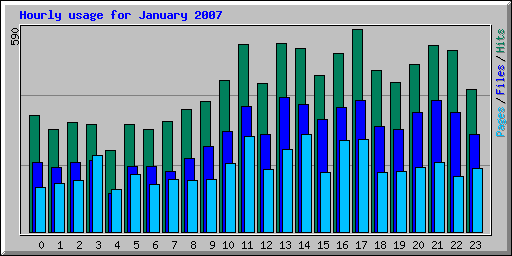 Hourly usage for January 2007
590
Pages/Files/Hits
0 1 2 3 4 5 6 7 8 9 10 11 12 13 14 15 16 17 18 19 20 21 22 23